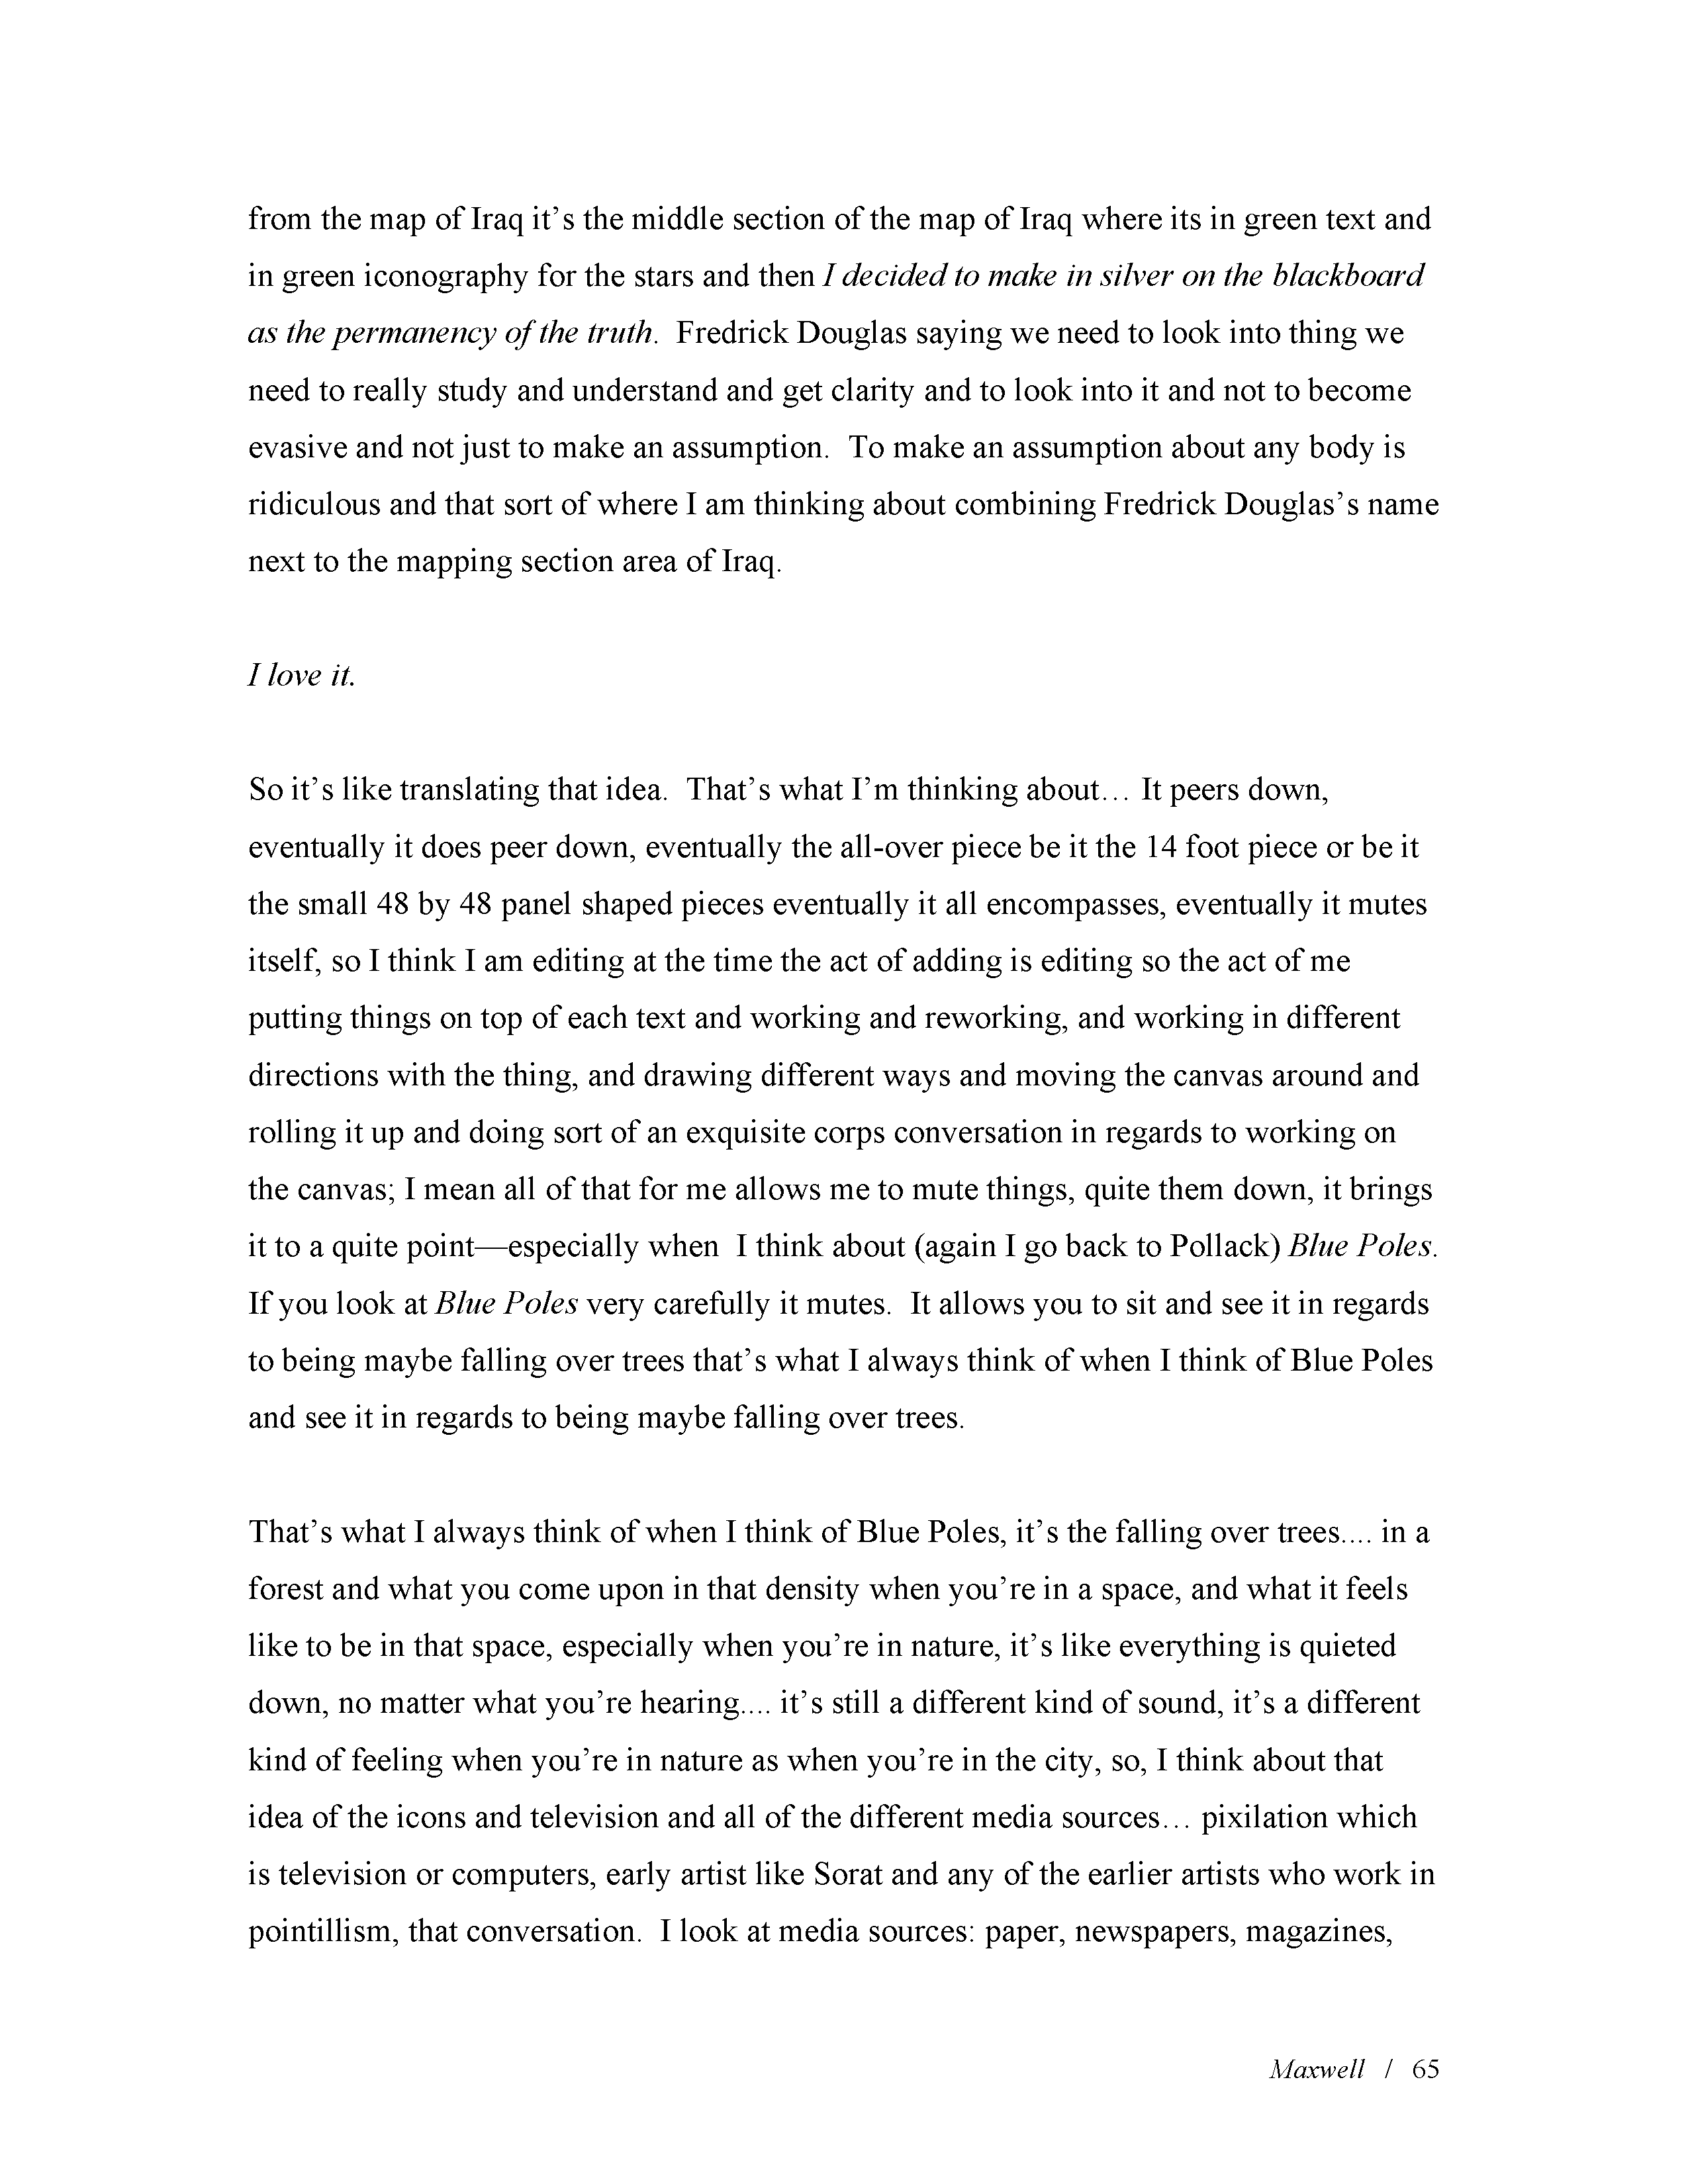 from the map of Iraq it’s the middle section of the map of Iraq where its in green text and
in green iconography for the stars and then I decided to make in silver on the blackboard
as the permanency of the truth.  Fredrick Douglas saying we need to look into thing we
need to really study and understand and get clarity and to look into it and not to become
evasive and not just to make an assumption.  To make an assumption about any body is
ridiculous and that sort of where I am thinking about combining Fredrick Douglas’s name
next to the mapping section area of Iraq.
I love it.
So it’s like translating that idea.  That’s what I’m thinking about… It peers down,
eventually it does peer down, eventually the all-over piece be it the 14 foot piece or be it
the small 48 by 48 panel shaped pieces eventually it all encompasses, eventually it mutes
itself, so I think I am editing at the time the act of adding is editing so the act of me
putting things on top of each text and working and reworking, and working in different
directions with the thing, and drawing different ways and moving the canvas around and
rolling it up and doing sort of an exquisite corps conversation in regards to working on
the canvas; I mean all of that for me allows me to mute things, quite them down, it brings
it to a quite point—especially when  I think about (again I go back to Pollack) Blue Poles.
If you look at Blue Poles very carefully it mutes.  It allows you to sit and see it in regards
to being maybe falling over trees that’s what I always think of when I think of Blue Poles
and see it in regards to being maybe falling over trees.
That’s what I always think of when I think of Blue Poles, it’s the falling over trees.... in a
forest and what you come upon in that density when you’re in a space, and what it feels
like to be in that space, especially when you’re in nature, it’s like everything is quieted
down, no matter what you’re hearing.... it’s still a different kind of sound, it’s a different
kind of feeling when you’re in nature as when you’re in the city, so, I think about that
idea of the icons and television and all of the different media sources… pixilation which
is television or computers, early artist like Sorat and any of the earlier artists who work in
pointillism, that conversation.  I look at media sources: paper, newspapers, magazines,
Maxwell / 65